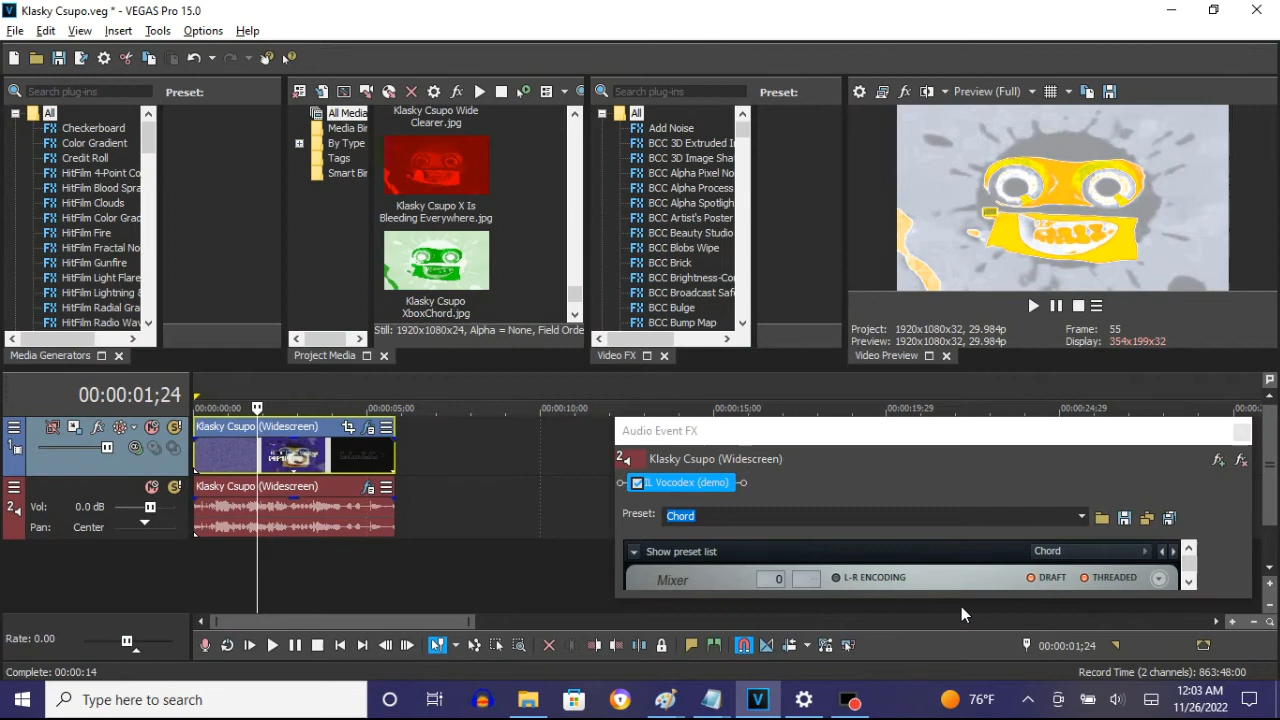 Klasky Csupo.veg * - VEGAS Pro 15.0
File Edit View Insert Tools Options Help
Search plug-ins
Preset:
All
Checkerboard
Color Gradient
Credit Roll
HitFilm 4-Point Co
HitFilm Blood Spra
HitFilm Clouds
HitFilm Color Grac
HitFilm Fire
HitFilm Fractal No
HitFilm Gunfire
HitFilm Light Flare
HitFilm Lightning &
HitFilm Radial Gra
HitFilm Radio Wav
Media Generators
All Media
Media Bir
By Type
Tags
Smart Bir
Klasky Csupo Wide
Clearer.jpg
Klasky Csupo X Is
Bleeding Everywhere.jpg
Klasky Csupo
XboxChord.jpg
Still: 1920x1080x24, Alpha = None, Field Orde
Project Media
Search plug-ins
Preset:
All
Add Noise
BCC 3D Extruded I
BCC 3D Image Sha
BCC Alpha Pixel No
BCC Alpha Process
BCC Alpha Spotligh
BCC Artist's Poster
BCC Beauty Studio
BCC Blobs Wipe
BCC Brick
BCC Brightness-Co
BCC Broadcast Safe
BCC Bulge
BCC Bump Map
Video FX
Preview (Full)
Project: 1920x1080x32, 29.984p
Preview: 1920x1080x32, 29.984p
Frame: 55
Display: 354x199x32
Video Preview
00:00:01;24
00:00:00;00 00:00:05;00 00:00:10;00 00:00:15;00 00:00:19;29 00:00:24;29
1
Klasky Csupo (Widescreen)
2
Vol: 0.0 dB
Pan: Center
Klasky Csupo (Widescreen)
Audio Event FX
2 Klasky Csupo (Widescreen)
IL Vocodex (demo)
Preset: Chord
Show preset list Chord
Mixer 0 L-R ENCODING DRAFT THREADED
Rate: 0.00
00:00:01;24
Complete: 00:00:14
Record Time (2 channels): 863:48:00
Type here to search
76°F
12:03 AM
11/26/2022